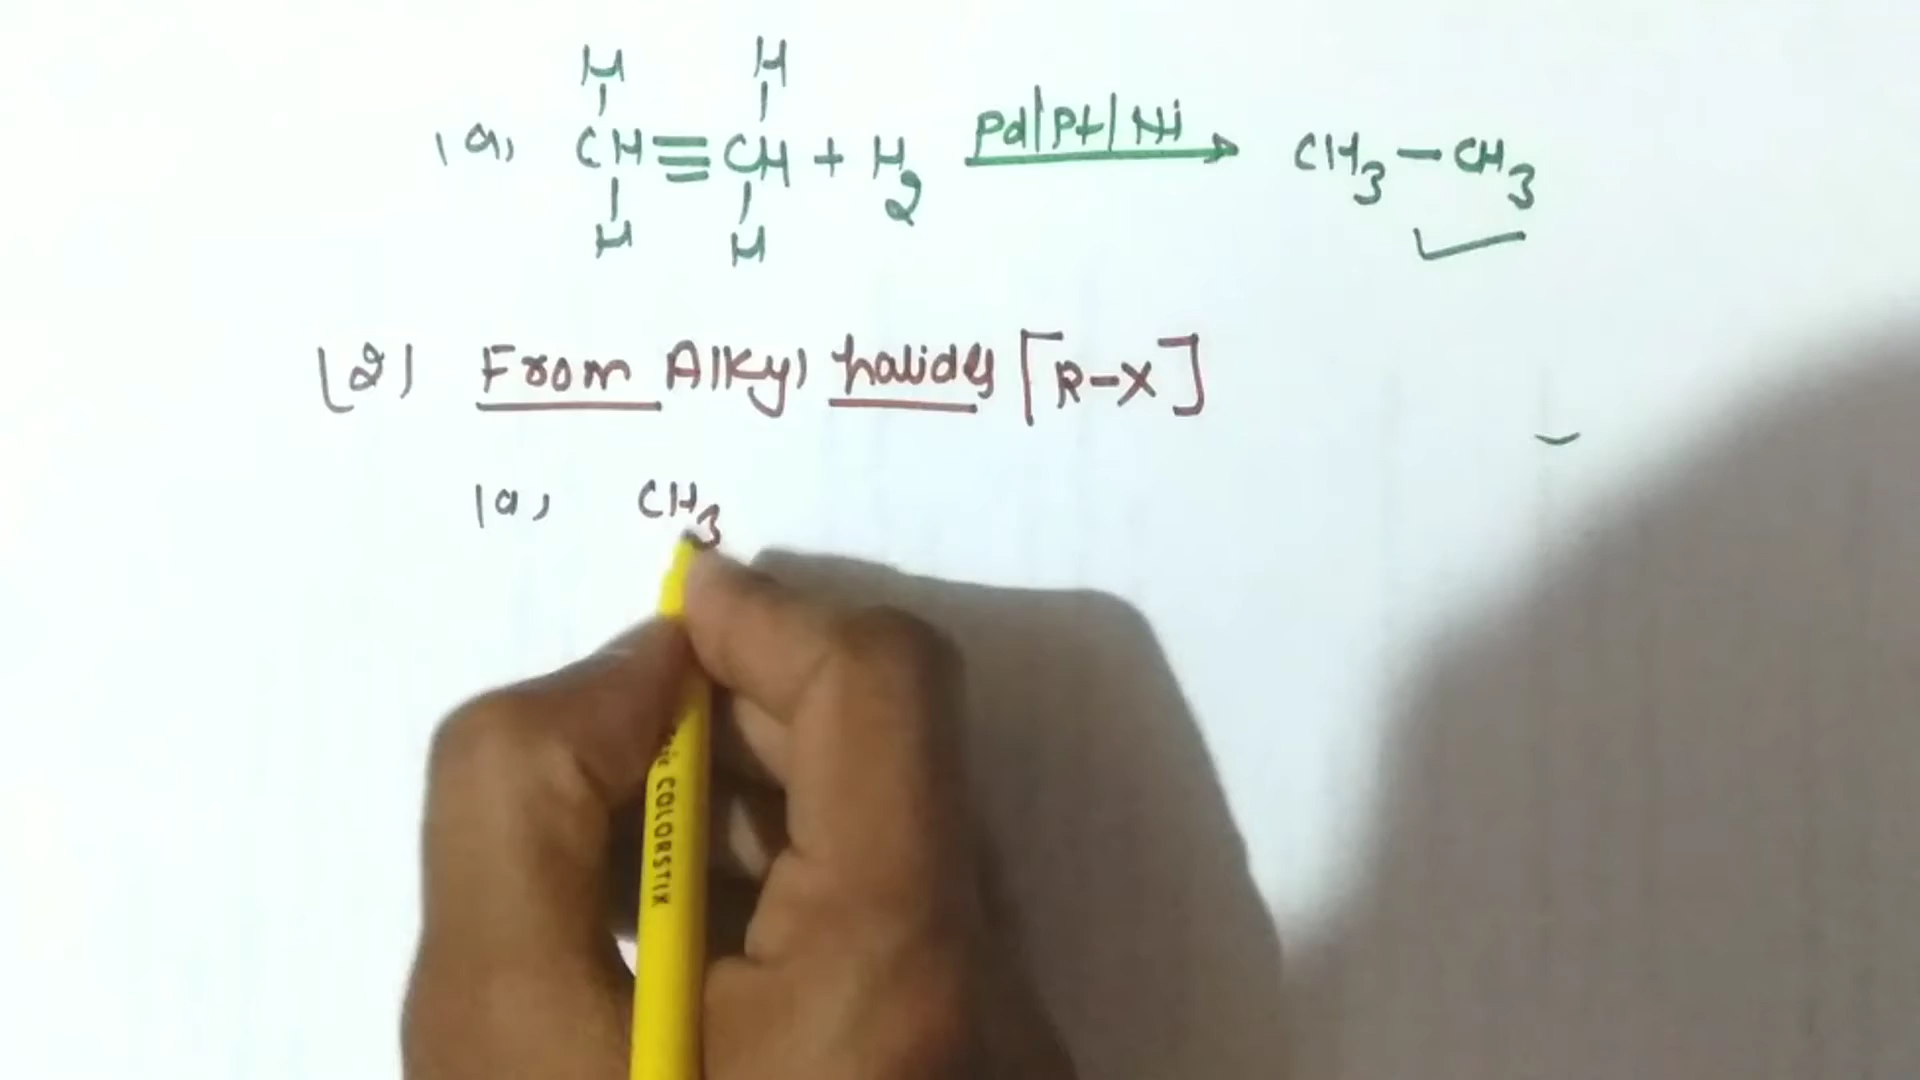 H H
(a) CH≡CH + H2 Pd/Pt/Ni → CH3 - CH3
H H
(2) From Alkyl halides [R-X]
(a) CH3
COLORSTIX